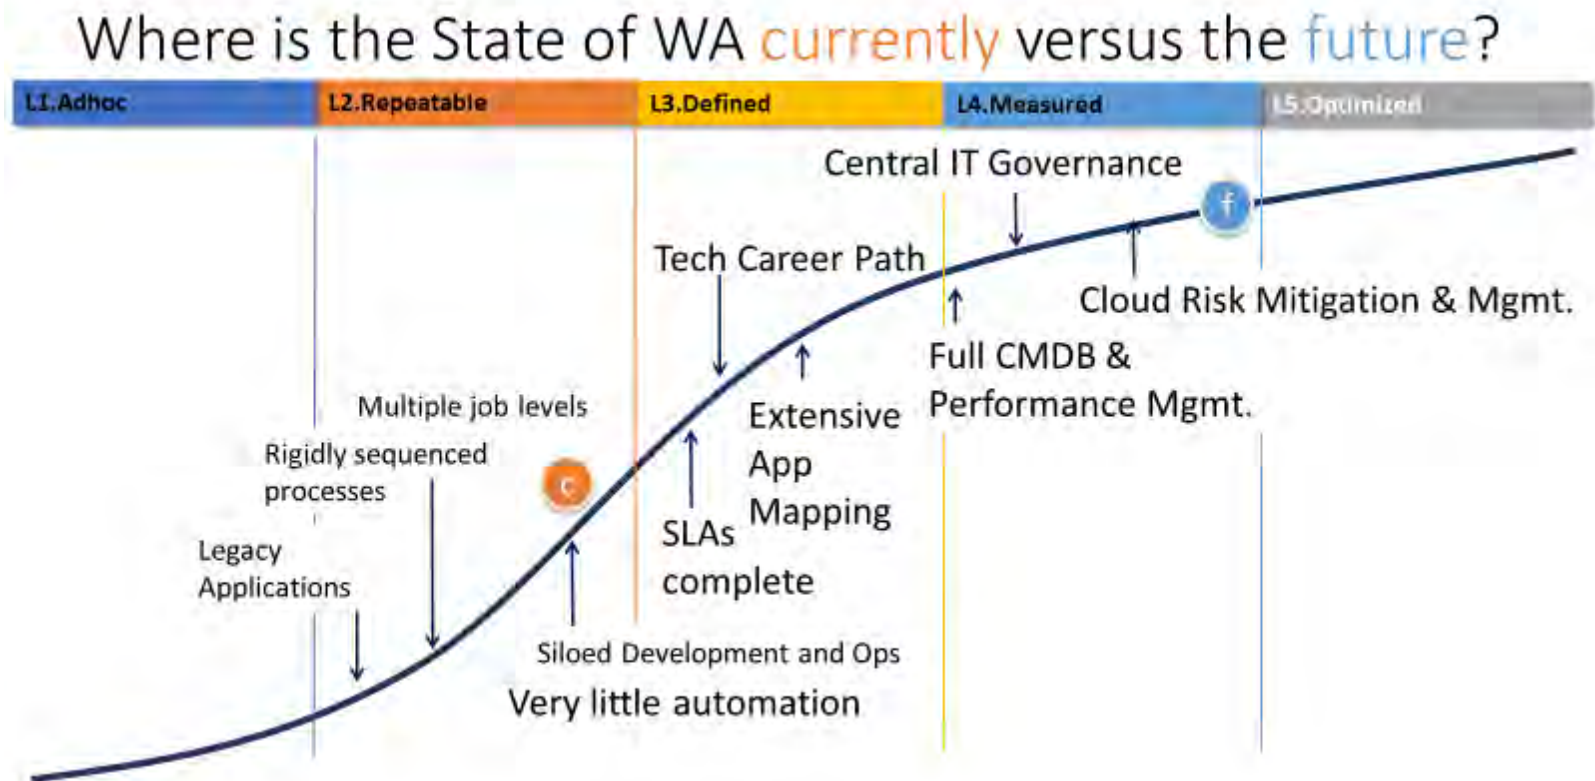 Where is the State of WA currently versus the future?
L1.Adhoc
L2.Repeatable
L3.Defined
L4.Measured
L5.Optimized
Central IT Governance
f
Tech Career Path
Cloud Risk Mitigation & Mgmt.
Full CMDB &
Performance Mgmt.
Multiple job levels
Extensive
App
Mapping
Rigidly sequenced
processes
c
SLAs
complete
Legacy
Applications
Siloed Development and Ops
Very little automation